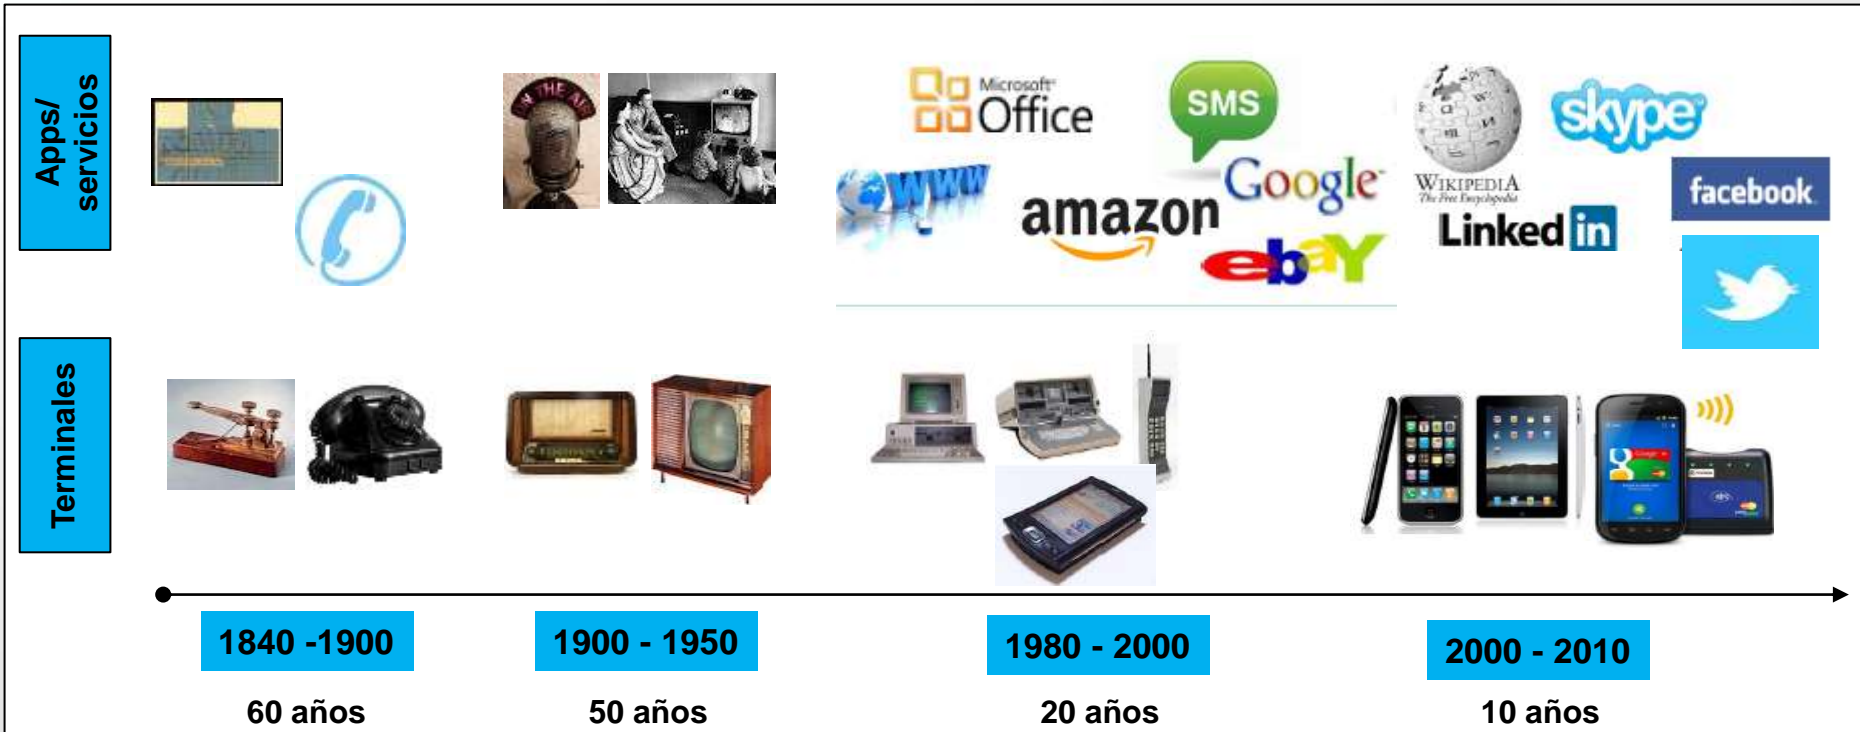 Apps/
servicios
ON THE AIR
Microsoft
Office
SMS
WWW
Google
amazon
ebaY
WIKIPEDIA
The Free Encyclopedia
skype
facebook
Linked in
Terminales
1840 -1900
1900 - 1950
1980 - 2000
2000 - 2010
60 años
50 años
20 años
10 años